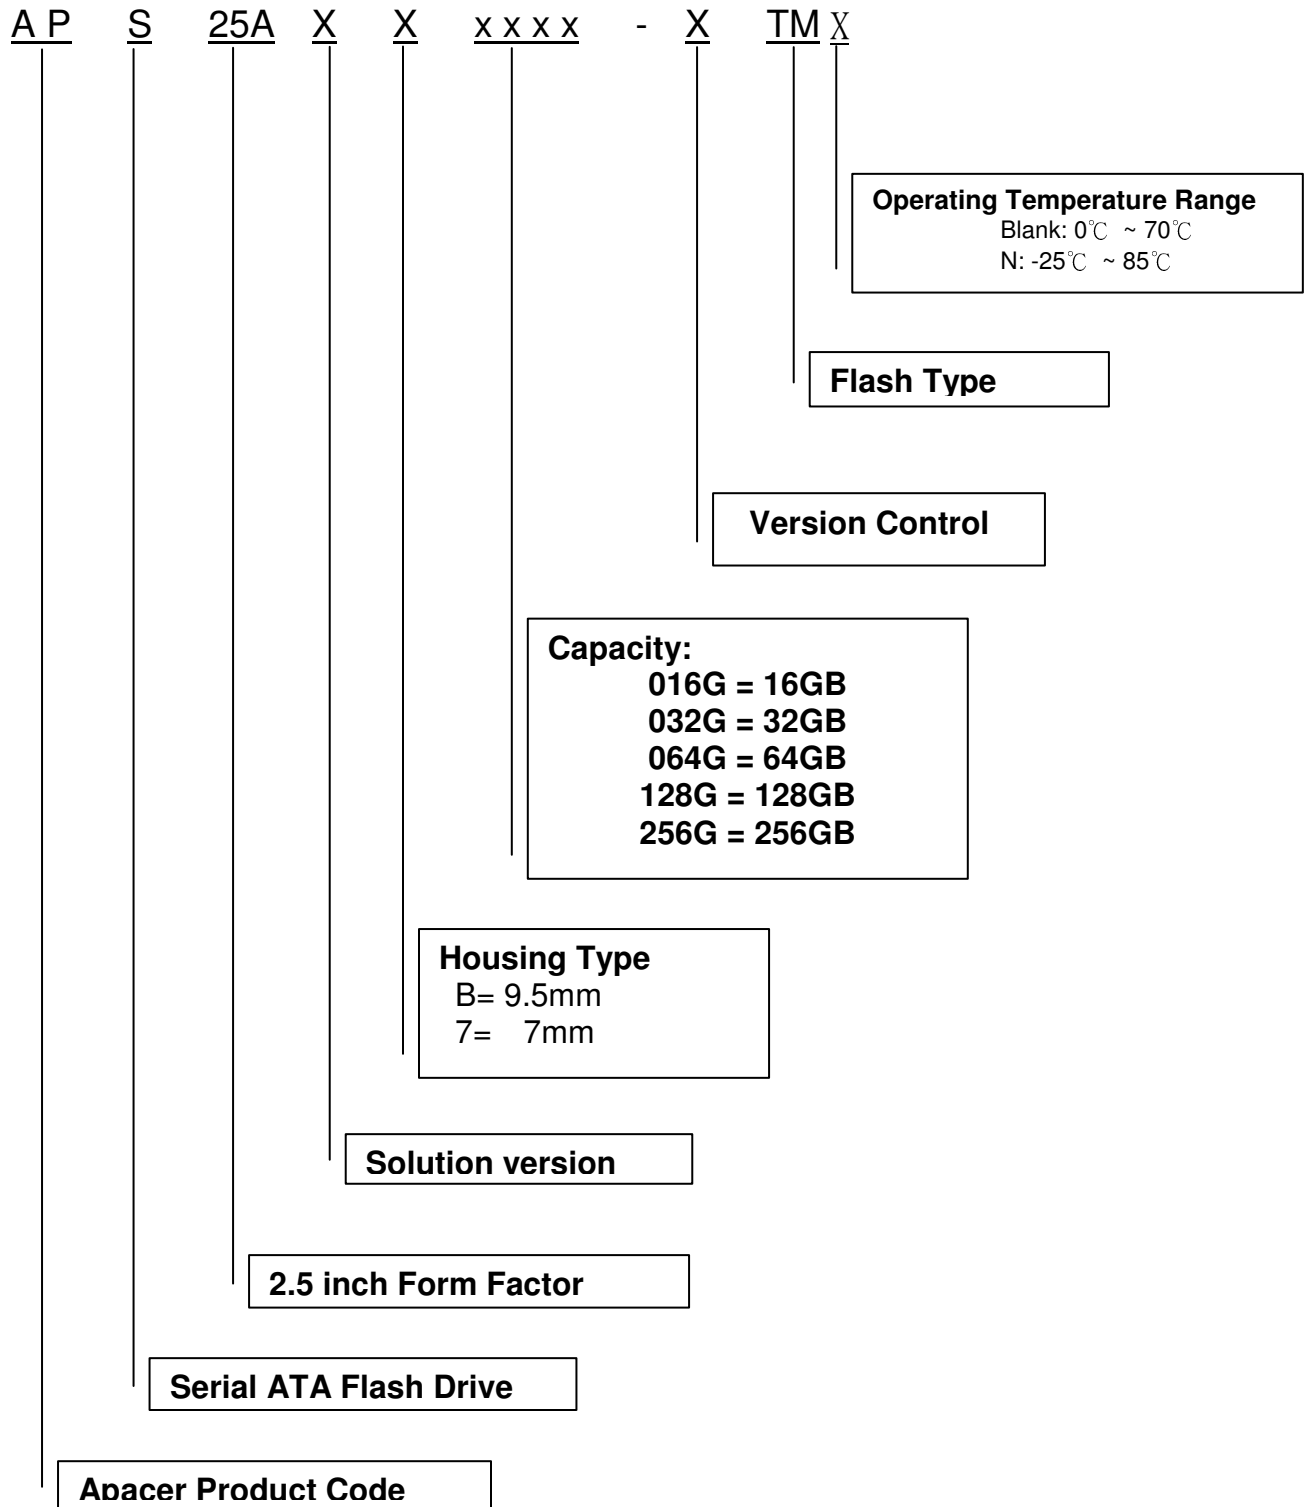 A P S 25A X X x x x x - X TM X
Operating Temperature Range
Blank: 0℃ ~ 70℃
N: -25℃ ~ 85℃
Flash Type
Version Control
Capacity:
016G = 16GB
032G = 32GB
064G = 64GB
128G = 128GB
256G = 256GB
Housing Type
B= 9.5mm
7= 7mm
Solution version
2.5 inch Form Factor
Serial ATA Flash Drive
Apacer Product Code